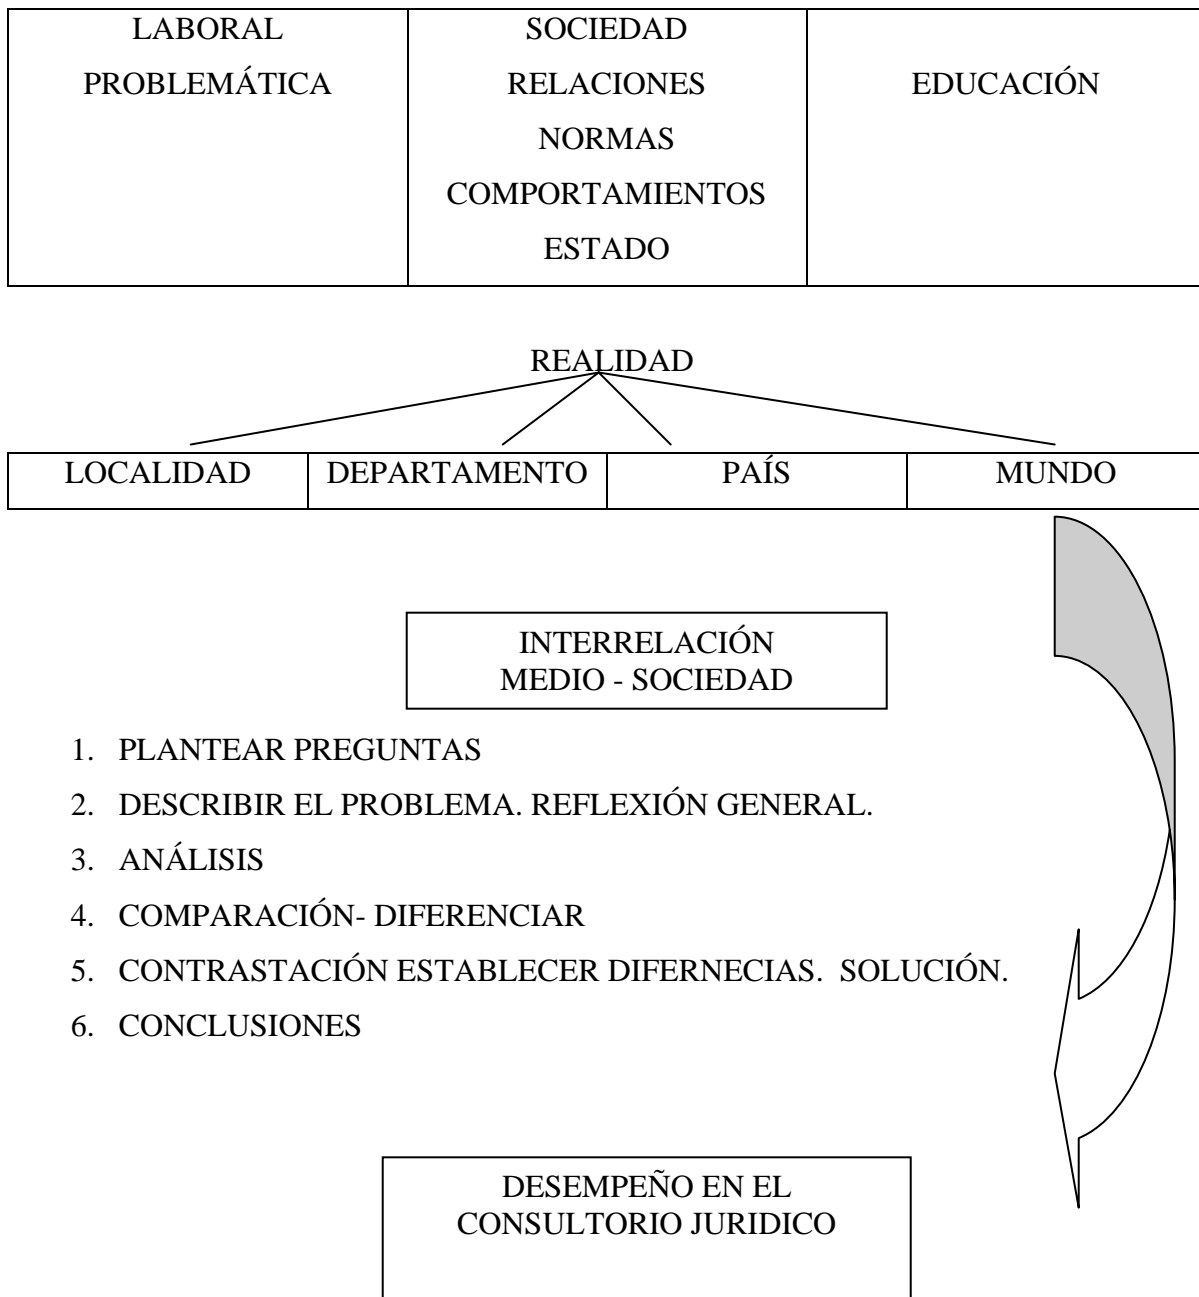 LABORAL
PROBLEMÁTICA
SOCIEDAD
RELACIONES
NORMAS
COMPORTAMIENTOS
ESTADO
EDUCACIÓN
REALIDAD
LOCALIDAD
DEPARTAMENTO
PAÍS
MUNDO
INTERRELACIÓN
MEDIO - SOCIEDAD
1. PLANTEAR PREGUNTAS
2. DESCRIBIR EL PROBLEMA. REFLEXIÓN GENERAL.
3. ANÁLISIS
4. COMPARACIÓN- DIFERENCIAR
5. CONTRASTACIÓN ESTABLECER DIFERNECIAS. SOLUCIÓN.
6. CONCLUSIONES
DESEMPEÑO EN EL
CONSULTORIO JURIDICO